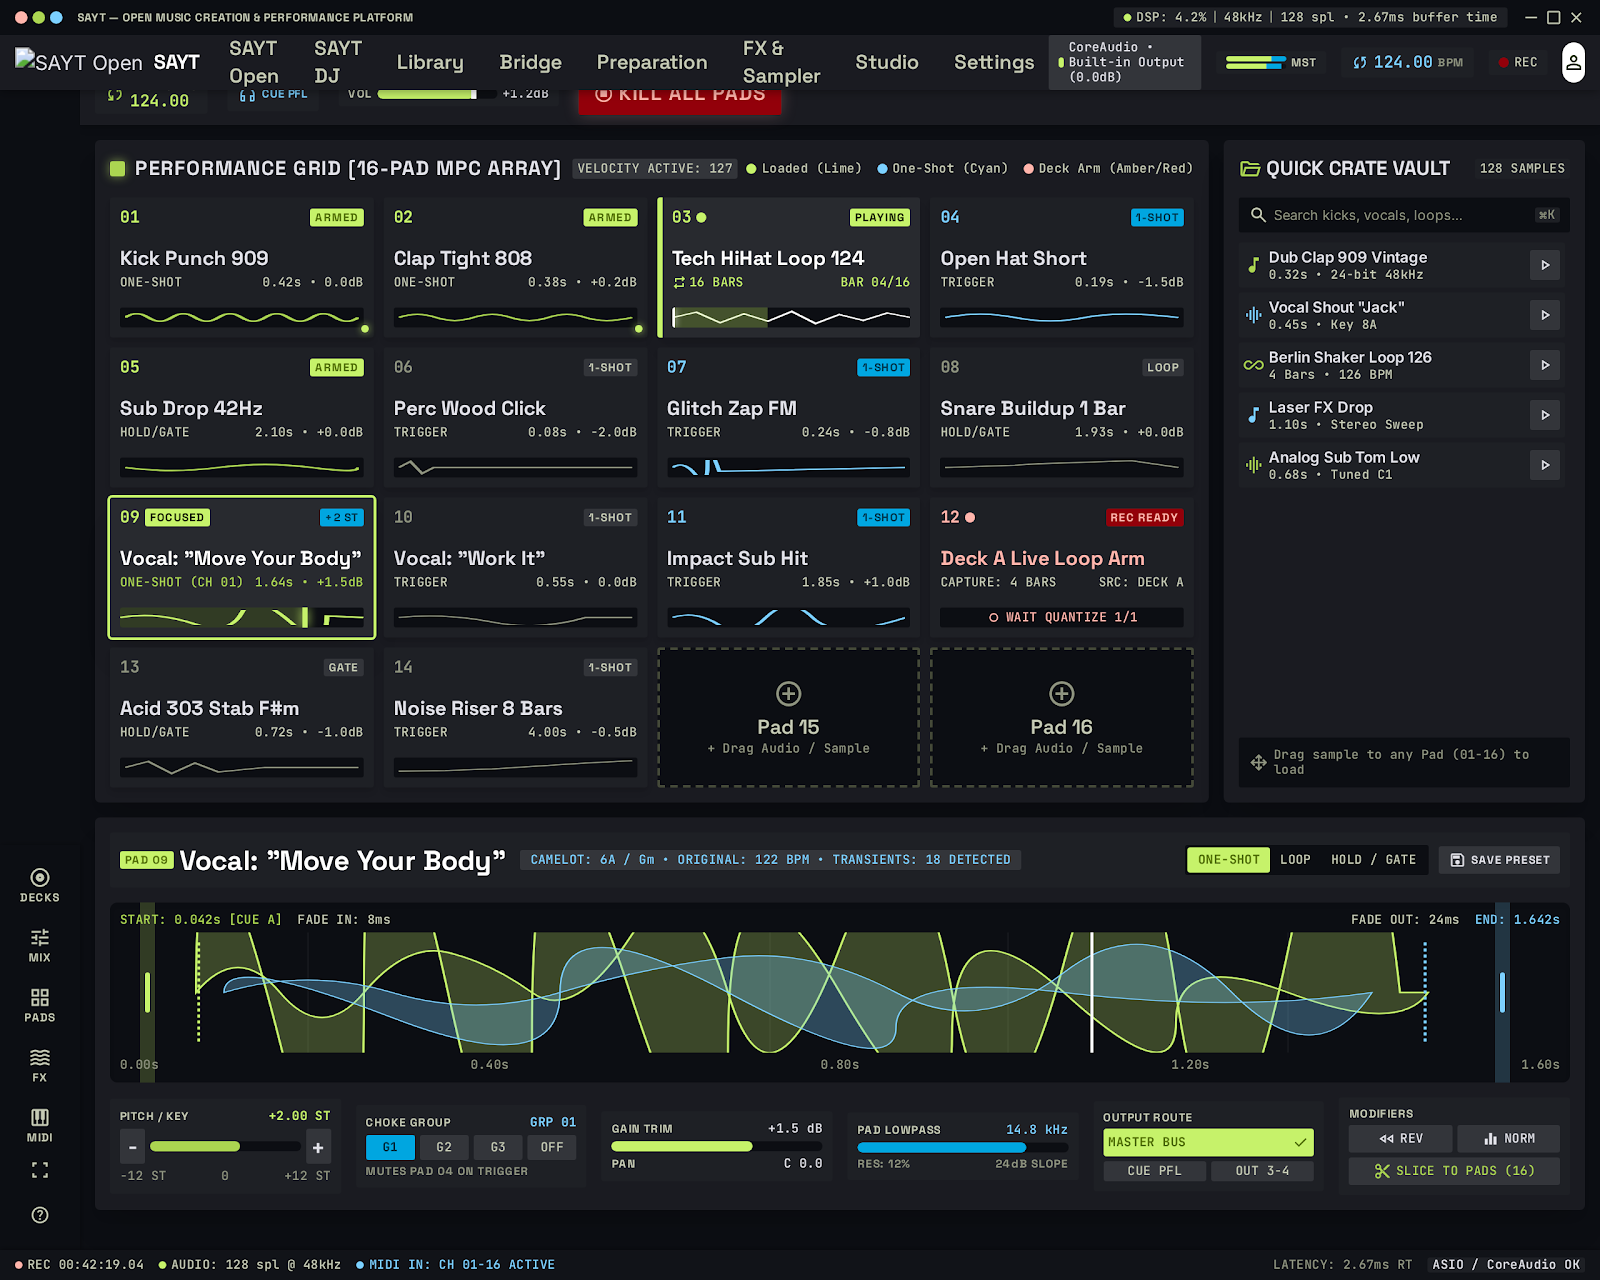 SAYT — OPEN MUSIC CREATION & PERFORMANCE PLATFORM
DSP: 4.2% | 48kHz | 128 spl • 2.67ms buffer time
SAYT Open SAYT
SAYT Open
SAYT DJ
Library
Bridge
Preparation
FX & Sampler
Studio
Settings
CoreAudio • Built-in Output (0.0dB)
MST
124.00 BPM
REC
124.00
CUE PFL
VOL
+1.2dB
KILL ALL PADS
PERFORMANCE GRID [16-PAD MPC ARRAY]
VELOCITY ACTIVE: 127
Loaded (Lime)
One-Shot (Cyan)
Deck Arm (Amber/Red)
01 ARMED
Kick Punch 909
ONE-SHOT 0.42s • 0.0dB
02 ARMED
Clap Tight 808
ONE-SHOT 0.38s • +0.2dB
03 PLAYING
Tech HiHat Loop 124
16 BARS BAR 04/16
04 1-SHOT
Open Hat Short
TRIGGER 0.19s • -1.5dB
05 ARMED
Sub Drop 42Hz
HOLD/GATE 2.10s • +0.0dB
06 1-SHOT
Perc Wood Click
TRIGGER 0.08s • -2.0dB
07 1-SHOT
Glitch Zap FM
TRIGGER 0.24s • -0.8dB
08 LOOP
Snare Buildup 1 Bar
HOLD/GATE 1.93s • +0.0dB
09 FOCUSED +2 ST
Vocal: "Move Your Body"
ONE-SHOT (CH 01) 1.64s • +1.5dB
10 1-SHOT
Vocal: "Work It"
TRIGGER 0.55s • 0.0dB
11 1-SHOT
Impact Sub Hit
TRIGGER 1.85s • +1.0dB
12 REC READY
Deck A Live Loop Arm
CAPTURE: 4 BARS SRC: DECK A
WAIT QUANTIZE 1/1
13 GATE
Acid 303 Stab F#m
HOLD/GATE 0.72s • -1.0dB
14 1-SHOT
Noise Riser 8 Bars
TRIGGER 4.00s • -0.5dB
Pad 15
+ Drag Audio / Sample
Pad 16
+ Drag Audio / Sample
QUICK CRATE VAULT
128 SAMPLES
Search kicks, vocals, loops...
⌘K
Dub Clap 909 Vintage
0.32s • 24-bit 48kHz
Vocal Shout "Jack"
0.45s • Key 8A
Berlin Shaker Loop 126
4 Bars • 126 BPM
Laser FX Drop
1.10s • Stereo Sweep
Analog Sub Tom Low
0.68s • Tuned C1
Drag sample to any Pad (01-16) to
load
PAD 09
Vocal: "Move Your Body"
CAMELOT: 6A / Gm • ORIGINAL: 122 BPM • TRANSIENTS: 18 DETECTED
ONE-SHOT
LOOP
HOLD / GATE
SAVE PRESET
START: 0.042s [CUE A]
FADE IN: 8ms
FADE OUT: 24ms
END: 1.642s
0.00s 0.40s 0.80s 1.20s 1.60s
PITCH / KEY +2.00 ST
- +
-12 ST 0 +12 ST
CHOKE GROUP GRP 01
G1 G2 G3 OFF
MUTES PAD 04 ON TRIGGER
GAIN TRIM +1.5 dB
PAN C 0.0
PAD LOWPASS 14.8 kHz
RES: 12% 24dB SLOPE
OUTPUT ROUTE
MASTER BUS
CUE PFL OUT 3-4
MODIFIERS
REV NORM
SLICE TO PADS (16)
DECKS
MIX
PADS
FX
MIDI
REC 00:42:19.04
AUDIO: 128 spl @ 48kHz
MIDI IN: CH 01-16 ACTIVE
LATENCY: 2.67ms RT
ASIO / CoreAudio OK